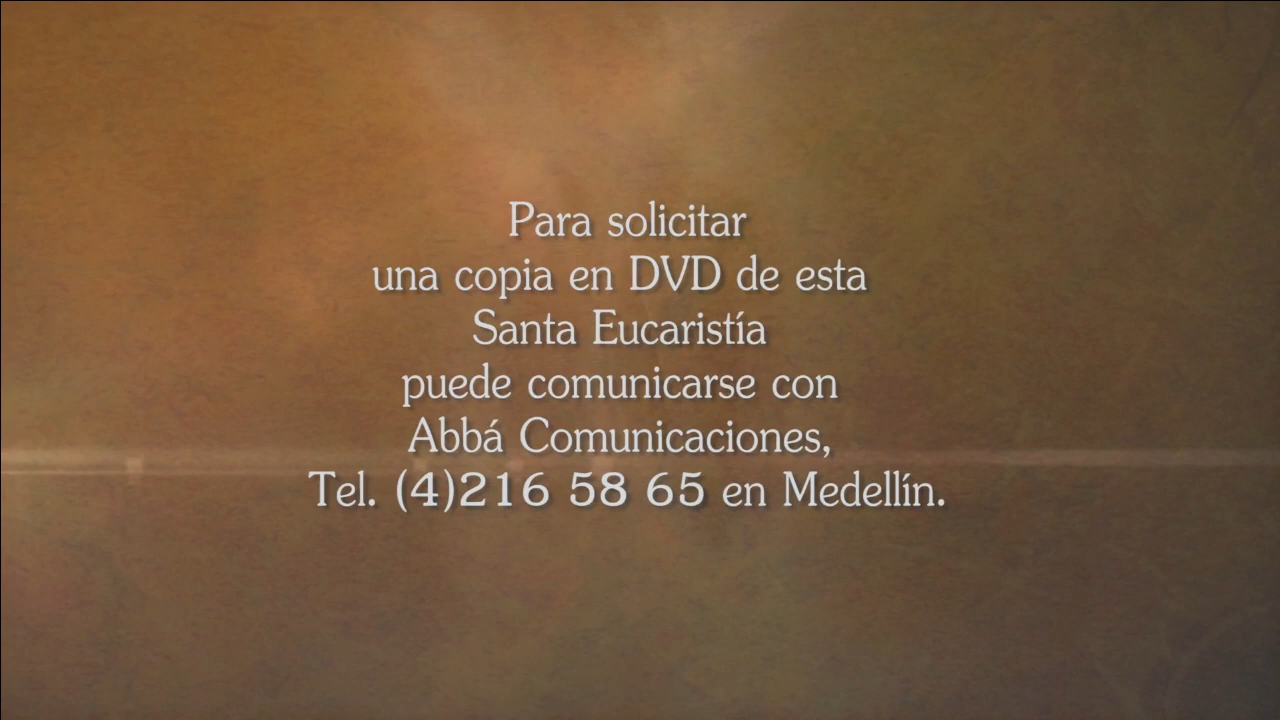 Para solicitar
una copia en DVD de esta
Santa Eucaristía
puede comunicarse con
Abbá Comunicaciones,
Tel. (4)216 58 65 en Medellín.